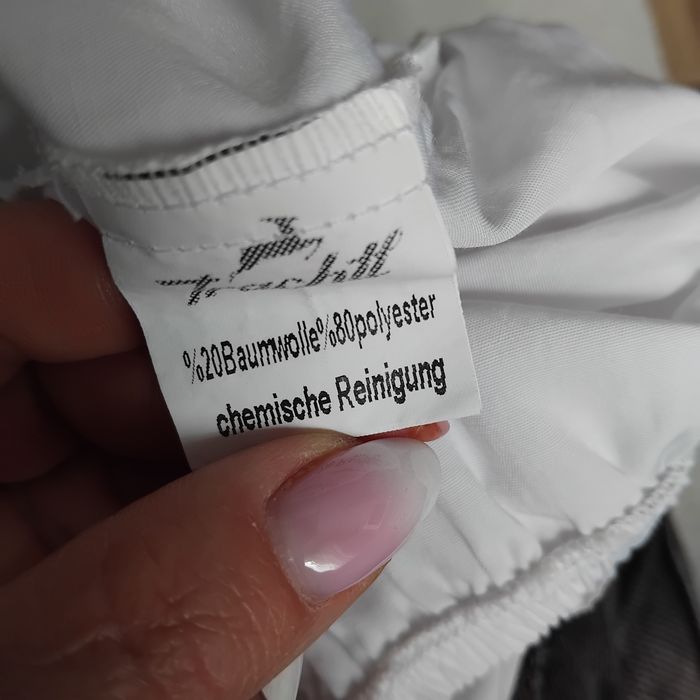 %20Baumwolle%80polyester
chemische Reinigung